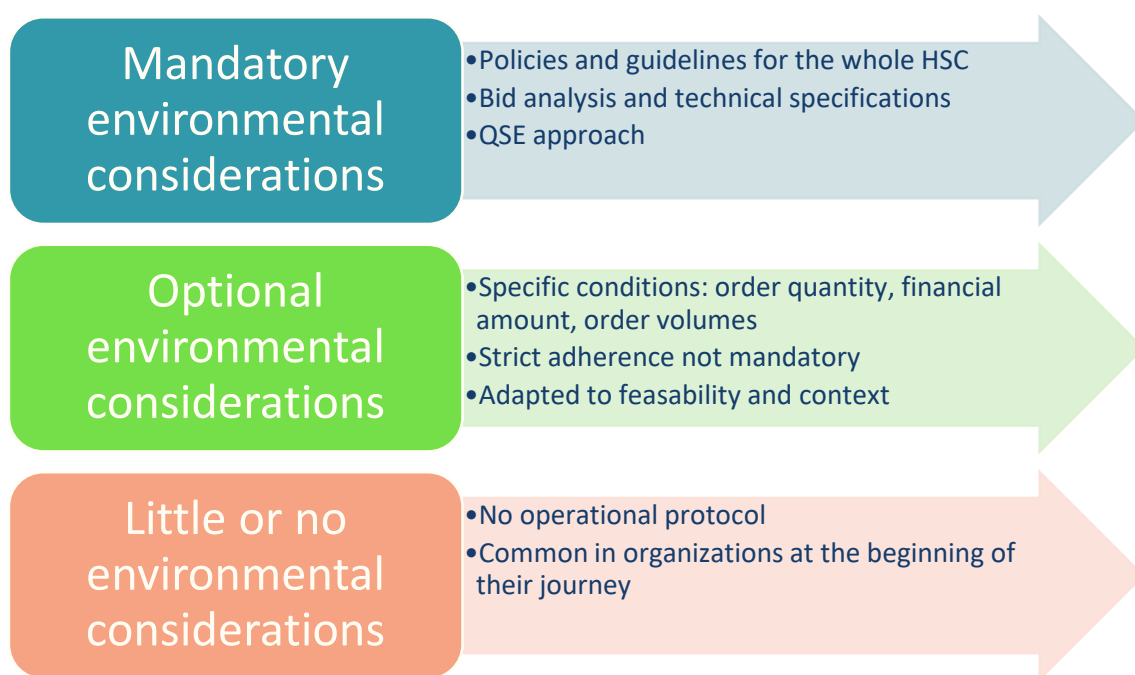 Mandatory
environmental
considerations
•Policies and guidelines for the whole HSC
•Bid analysis and technical specifications
•QSE approach
Optional
environmental
considerations
•Specific conditions: order quantity, financial
amount, order volumes
•Strict adherence not mandatory
•Adapted to feasability and context
Little or no
environmental
considerations
•No operational protocol
•Common in organizations at the beginning of
their journey